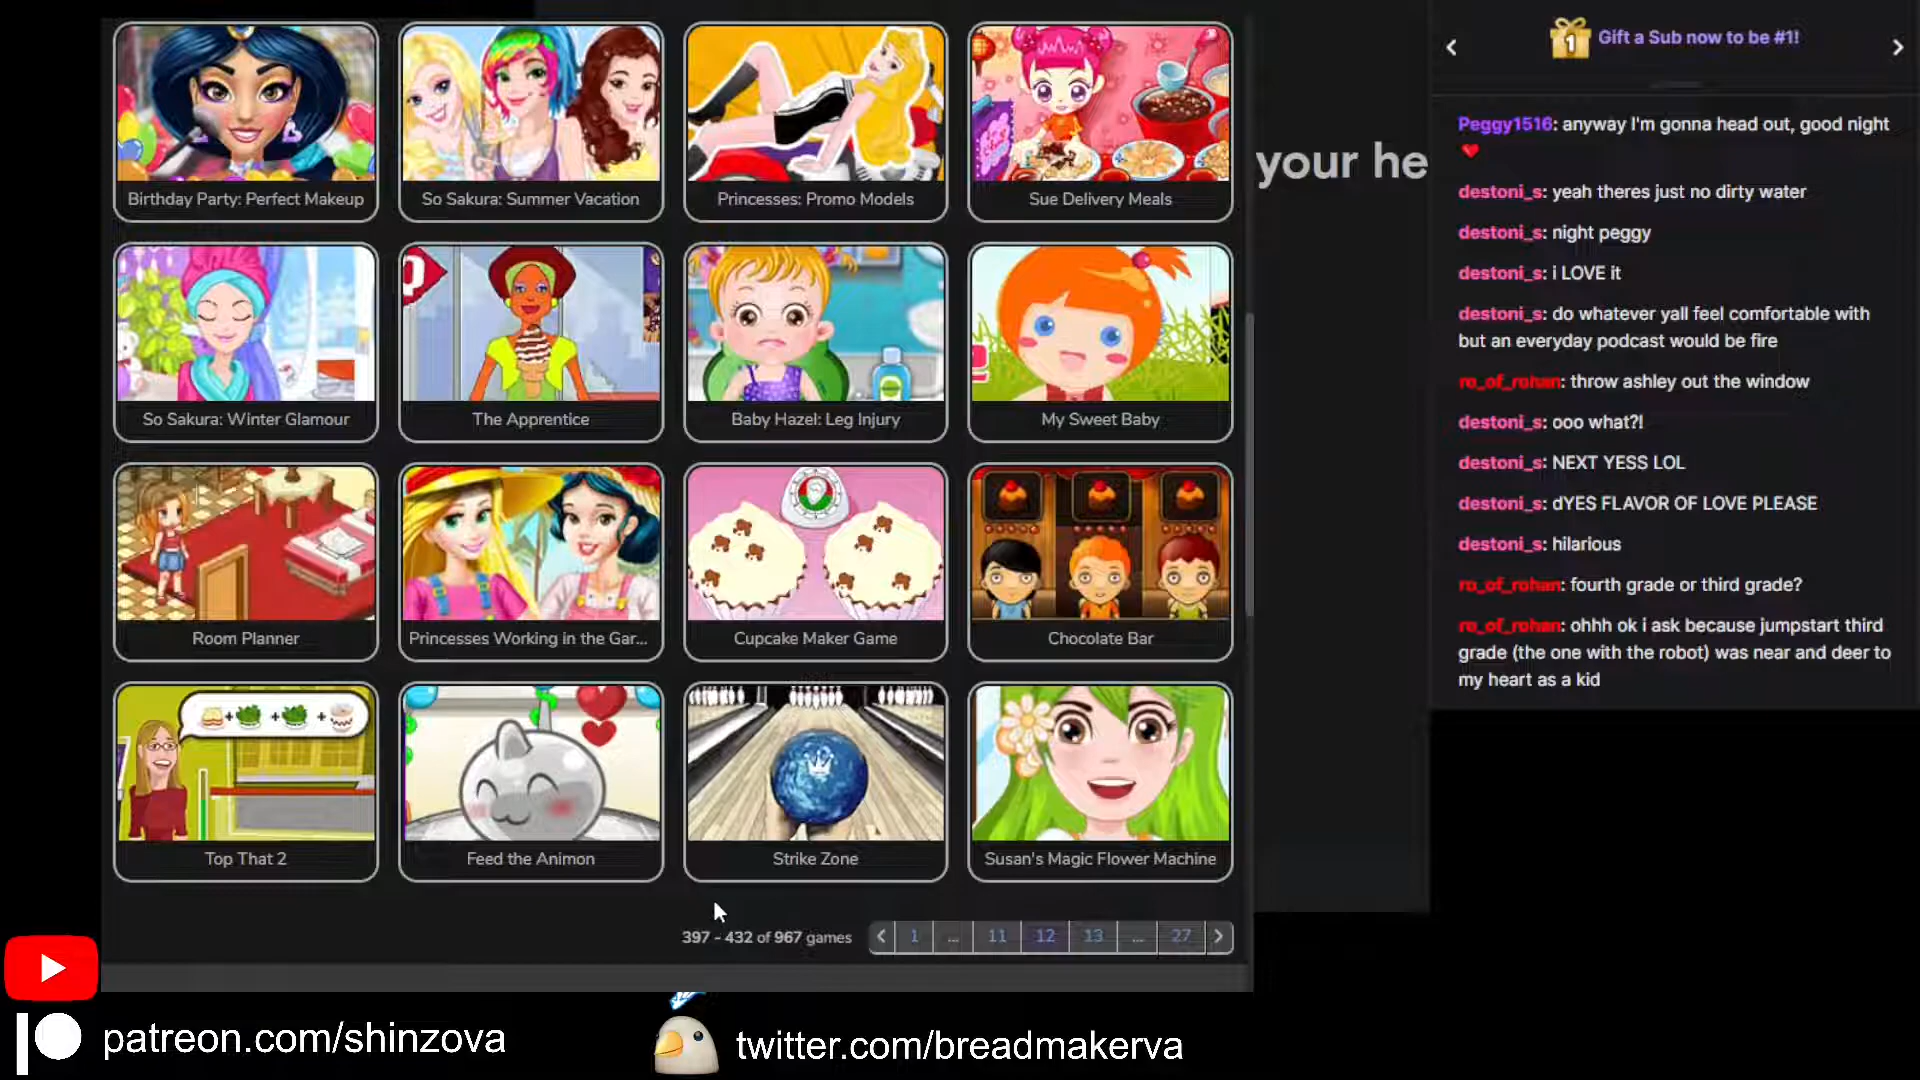 Birthday Party: Perfect Makeup
So Sakura: Summer Vacation
Princesses: Promo Models
Sue Delivery Meals
So Sakura: Winter Glamour
The Apprentice
Baby Hazel: Leg Injury
My Sweet Baby
Room Planner
Princesses Working in the Gar...
Cupcake Maker Game
Chocolate Bar
Top That 2
Feed the Animon
Strike Zone
Susan's Magic Flower Machine
397 - 432 of 967 games
1 ... 11 12 13 ... 27
your he
1
Gift a Sub now to be #1!
Peggy1516: anyway I'm gonna head out, good night
destoni_s: yeah theres just no dirty water
destoni_s: night peggy
destoni_s: i LOVE it
destoni_s: do whatever yall feel comfortable with
but an everyday podcast would be fire
ro_of_rohan: throw ashley out the window
destoni_s: ooo what?!
destoni_s: NEXT YESS LOL
destoni_s: dYES FLAVOR OF LOVE PLEASE
destoni_s: hilarious
ro_of_rohan: fourth grade or third grade?
ro_of_rohan: ohhh ok i ask because jumpstart third
grade (the one with the robot) was near and deer to
my heart as a kid
patreon.com/shinzova
twitter.com/breadmakerva